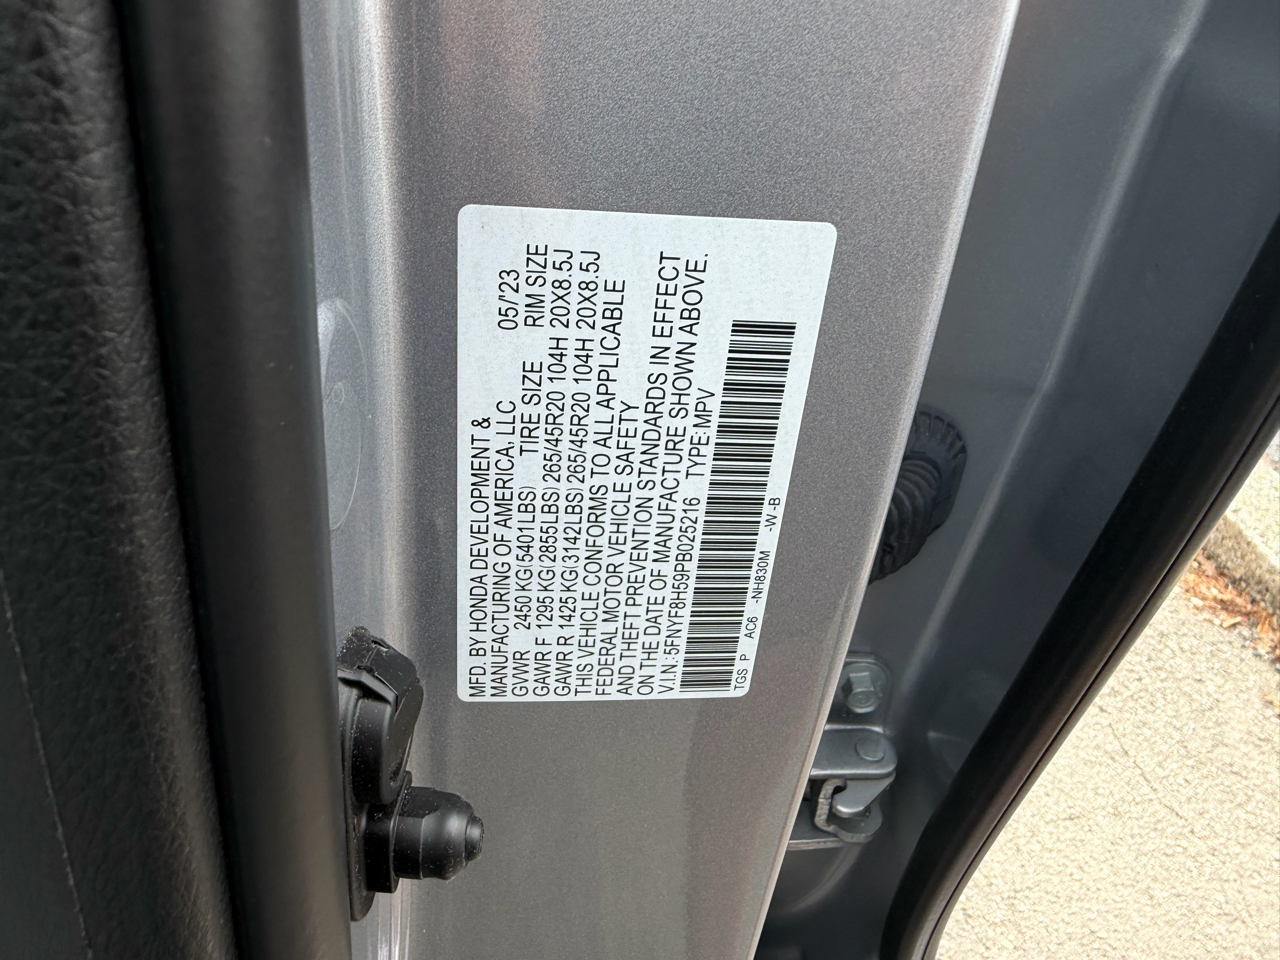 MFD. BY HONDA DEVELOPMENT &
MANUFACTURING OF AMERICA, LLC 05/'23
GVWR 2450 KG(5401LBS) TIRE SIZE RIM SIZE
GAWR F 1295 KG(2855LBS) 265/45R20 104H 20X8.5J
GAWR R 1425 KG(3142LBS) 265/45R20 104H 20X8.5J
THIS VEHICLE CONFORMS TO ALL APPLICABLE
FEDERAL MOTOR VEHICLE SAFETY
AND THEFT PREVENTION STANDARDS IN EFFECT
ON THE DATE OF MANUFACTURE SHOWN ABOVE.
V.I.N.: 5FNYF8H59PB025216 TYPE: MPV
TGS P AC6 -NH830M -W -B